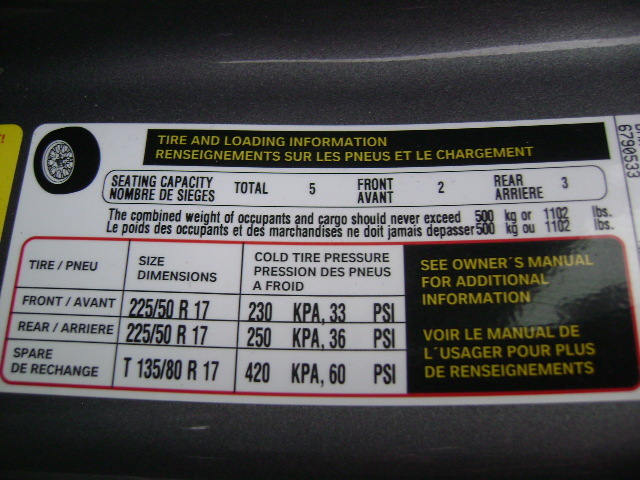 TIRE AND LOADING INFORMATION
RENSEIGNEMENTS SUR LES PNEUS ET LE CHARGEMENT
SEATING CAPACITY TOTAL 5 FRONT 2 REAR 3
NOMBRE DE SIÈGES AVANT ARRIERE
The combined weight of occupants and cargo should never exceed 500 kg or 1102 lbs.
Le poids des occupants et des marchandises ne doit jamais depasser 500 kg ou 1102 lbs.
TIRE / PNEU SIZE COLD TIRE PRESSURE
DIMENSIONS PRESSION DES PNEUS
A FROID
FRONT / AVANT 225/50 R 17 230 KPA, 33 PSI
REAR / ARRIERE 225/50 R 17 250 KPA, 36 PSI
SPARE
DE RECHANGE T 135/80 R 17 420 KPA, 60 PSI
SEE OWNER´S MANUAL
FOR ADDITIONAL
INFORMATION
VOIR LE MANUAL DE
L´USAGER POUR PLUS
DE RENSEIGNEMENTS
6790533